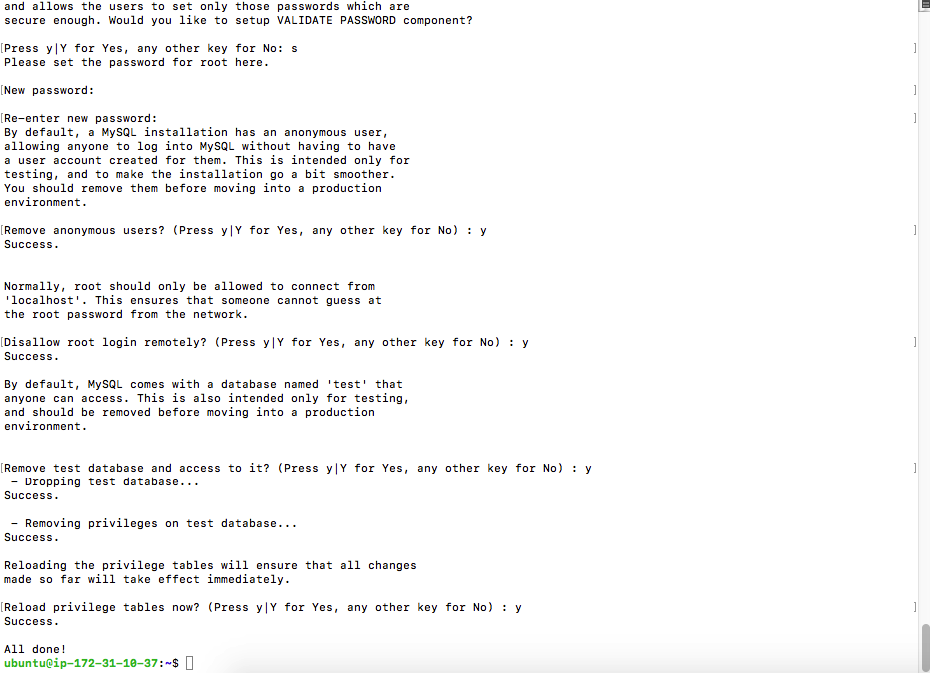 and allows the users to set only those passwords which are
secure enough. Would you like to setup VALIDATE PASSWORD component?
[Press y|Y for Yes, any other key for No: s ]
Please set the password for root here.
[New password: ]
[Re-enter new password: ]
By default, a MySQL installation has an anonymous user,
allowing anyone to log into MySQL without having to have
a user account created for them. This is intended only for
testing, and to make the installation go a bit smoother.
You should remove them before moving into a production
environment.
[Remove anonymous users? (Press y|Y for Yes, any other key for No) : y ]
Success.
Normally, root should only be allowed to connect from
'localhost'. This ensures that someone cannot guess at
the root password from the network.
[Disallow root login remotely? (Press y|Y for Yes, any other key for No) : y ]
Success.
By default, MySQL comes with a database named 'test' that
anyone can access. This is also intended only for testing,
and should be removed before moving into a production
environment.
[Remove test database and access to it? (Press y|Y for Yes, any other key for No) : y ]
- Dropping test database...
Success.
- Removing privileges on test database...
Success.
Reloading the privilege tables will ensure that all changes
made so far will take effect immediately.
[Reload privilege tables now? (Press y|Y for Yes, any other key for No) : y ]
Success.
All done!
ubuntu@ip-172-31-10-37:~$